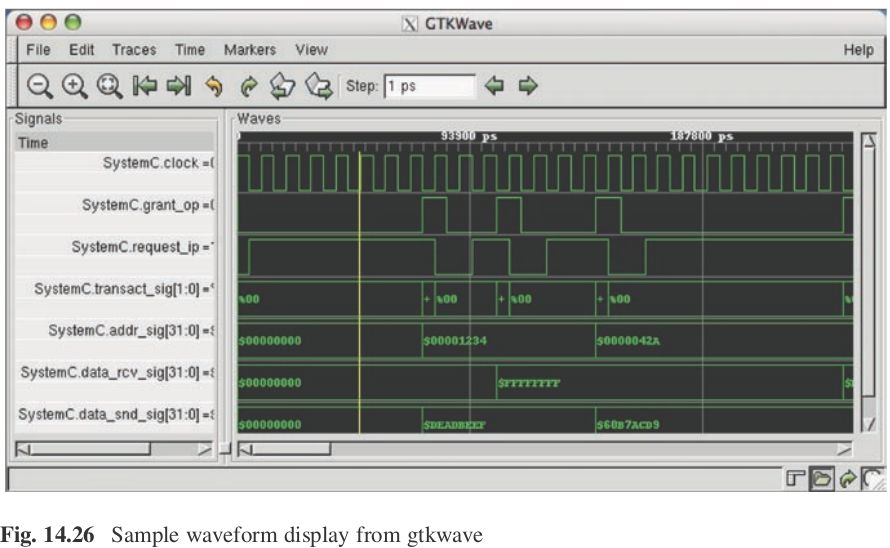 GTKWave
File Edit Traces Time Markers View Help
Step: 1 ps
Signals
Waves
Time
93900 ps 187800 ps
SystemC.clock =(
SystemC.grant_op =(
SystemC.request_ip =
SystemC.transact_sig[1:0] =
%00 + %00 + %00 + %00
SystemC.addr_sig[31:0] =
$00000000 $00001234 $0000042A
SystemC.data_rcv_sig[31:0] =
$00000000 $FFFFFFFF
SystemC.data_snd_sig[31:0] =
$00000000 $DEADBEEF $60B7ACD9
Fig. 14.26 Sample waveform display from gtkwave